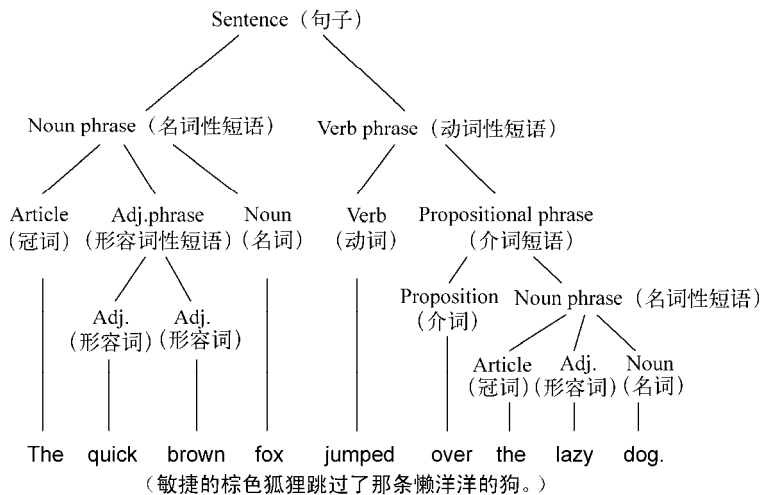 Sentence（句子）
Noun phrase（名词性短语） Verb phrase（动词性短语）
Article Adj.phrase Noun Verb Propositional phrase
（冠词）（形容词性短语）（名词） （动词） （介词短语）
Proposition Noun phrase（名词性短语）
（介词）
Adj. Adj.
（形容词）（形容词）
Article Adj. Noun
（冠词）（形容词）（名词）
The quick brown fox jumped over the lazy dog.
（敏捷的棕色狐狸跳过了那条懒洋洋的狗。）